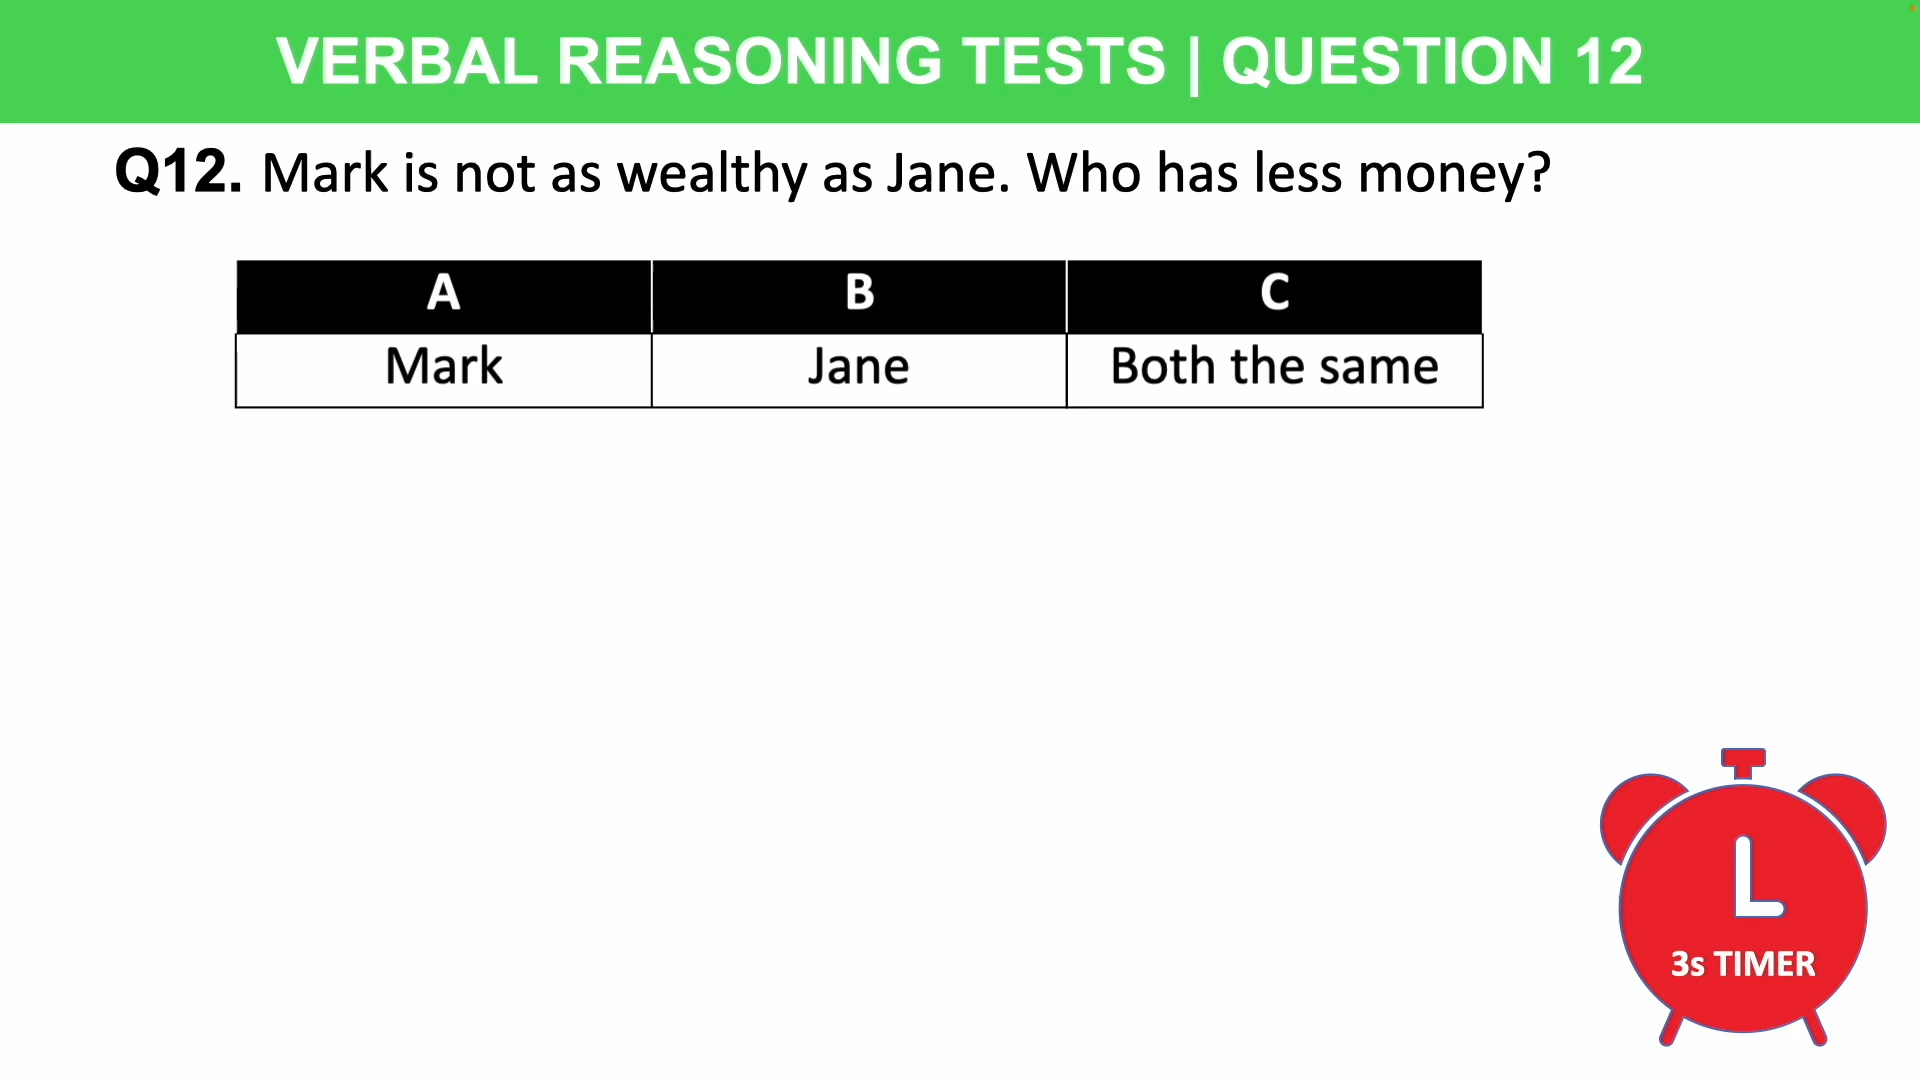 VERBAL REASONING TESTS | QUESTION 12
Q12. Mark is not as wealthy as Jane. Who has less money?
A B C
Mark Jane Both the same
3s TIMER